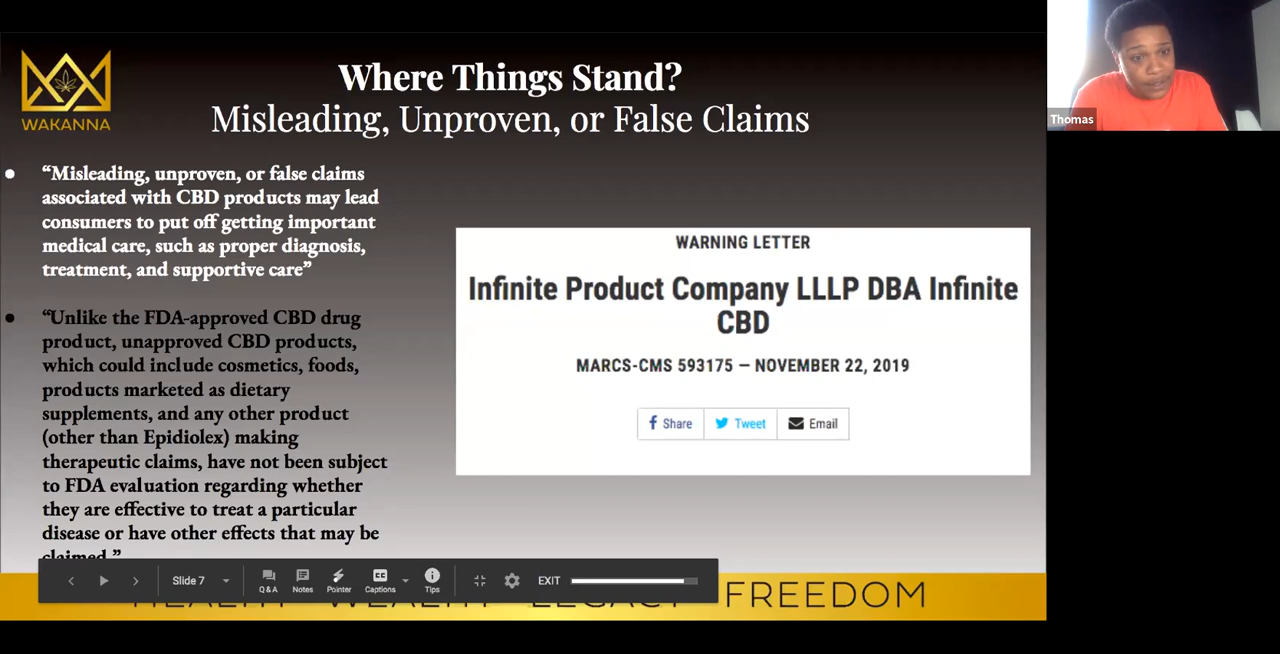 WAKANNA
Where Things Stand?
Misleading, Unproven, or False Claims
● “Misleading, unproven, or false claims
associated with CBD products may lead
consumers to put off getting important
medical care, such as proper diagnosis,
treatment, and supportive care”
● “Unlike the FDA-approved CBD drug
product, unapproved CBD products,
which could include cosmetics, foods,
products marketed as dietary
supplements, and any other product
(other than Epidiolex) making
therapeutic claims, have not been subject
to FDA evaluation regarding whether
they are effective to treat a particular
disease or have other effects that may be
claimed.”
WARNING LETTER
Infinite Product Company LLLP DBA Infinite
CBD
MARCS-CMS 593175 — NOVEMBER 22, 2019
Share Tweet Email
Thomas
Slide 7
Q&A Notes Pointer Captions Tips
EXIT
FREEDOM